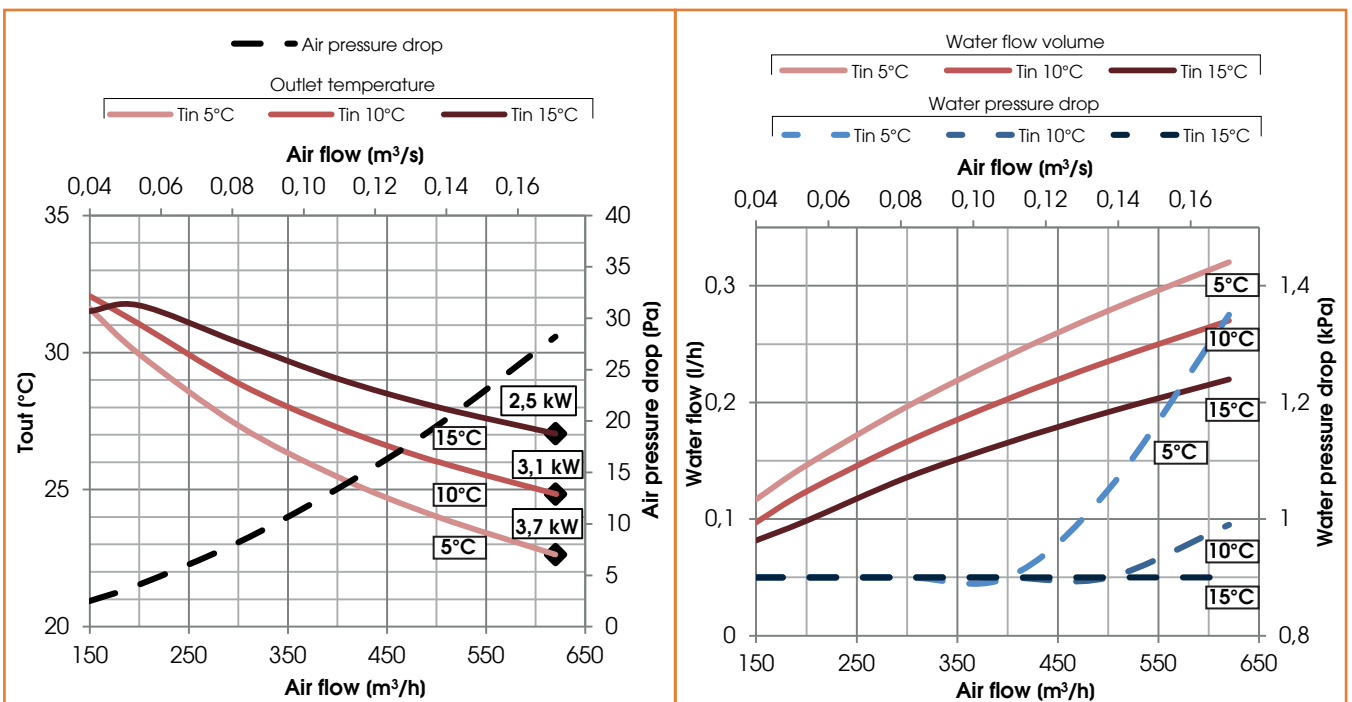 Air pressure drop
Outlet temperature
Tin 5°C Tin 10°C Tin 15°C
Air flow (m³/s)
0,04 0,06 0,08 0,10 0,12 0,14 0,16
35 40
35
30 30
25
2,5 kW
20
15°C
3,1 kW
15
25
10°C
3,7 kW
10
5°C
5
20 0
150 250 350 450 550 650
Air flow (m³/h)
Tout (°C)
Air pressure drop (Pa)
Water flow volume
Tin 5°C Tin 10°C Tin 15°C
Water pressure drop
Tin 5°C Tin 10°C Tin 15°C
Air flow (m³/s)
0,04 0,06 0,08 0,10 0,12 0,14 0,16
0,3 5°C 1,4
10°C
0,2 15°C 1,2
5°C
0,1 1
10°C
15°C
0 0,8
150 250 350 450 550 650
Air flow (m³/h)
Water flow (l/h)
Water pressure drop (kPa)